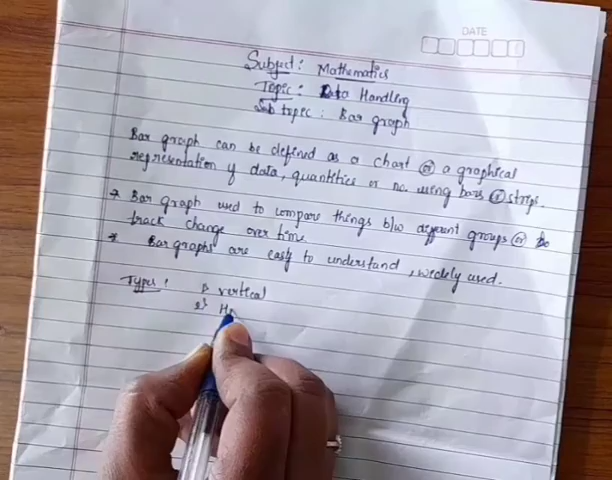 DATE
Subject: Mathematics
Topic: Data Handling
Sub topic: Bar graph
Bar graph can be defined as a chart or a graphical
representation of data, quantities or no. using bars or strips.
→ Bar graph used to compare things b/w different groups or to
track change over time
* Bar graphs are easy to understand, widely used.
Types: 1) vertical
2) Ho